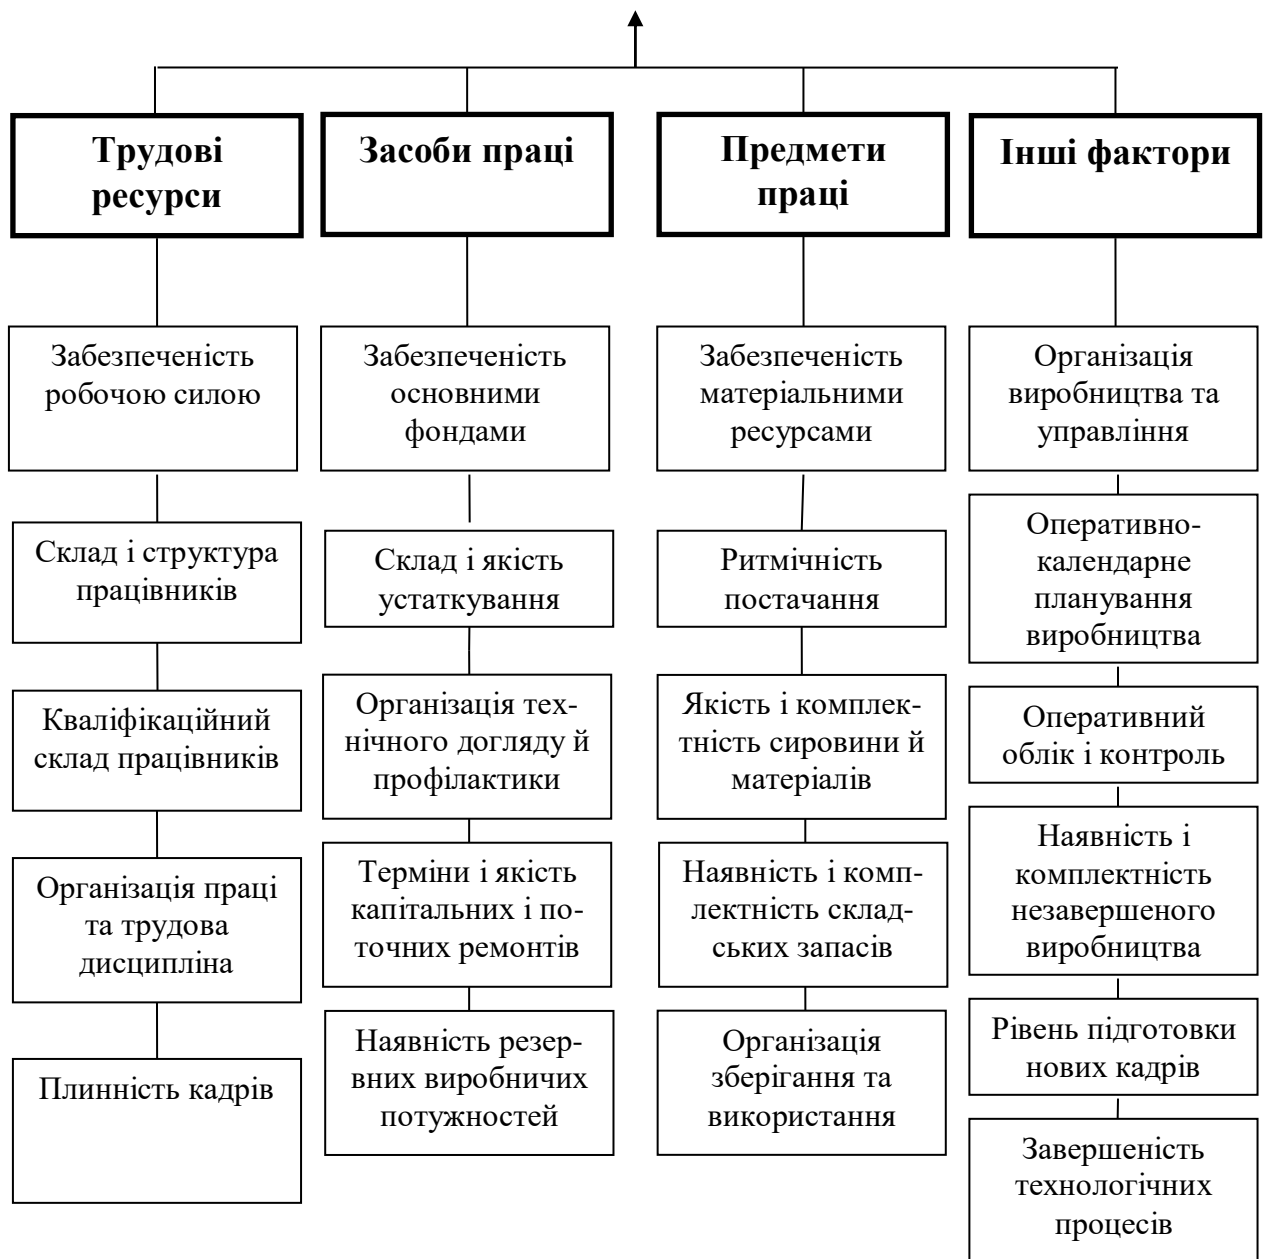 Трудові
ресурси
Забезпеченість
робочою силою
Склад і структура
працівників
Кваліфікаційний
склад працівників
Організація праці
та трудова
дисципліна
Плинність кадрів
Засоби праці
Забезпеченість
основними
фондами
Склад і якість
устаткування
Організація тех-
нічного догляду й
профілактики
Терміни і якість
капітальних і по-
точних ремонтів
Наявність резер-
вних виробничих
потужностей
Предмети
праці
Забезпеченість
матеріальними
ресурсами
Ритмічність
постачання
Якість і комплек-
тність сировини й
матеріалів
Наявність і комп-
лектність склад-
ських запасів
Організація
зберігання та
використання
Інші фактори
Організація
виробництва та
управління
Оперативно-
календарне
планування
виробництва
Оперативний
облік і контроль
Наявність і
комплектність
незавершеного
виробництва
Рівень підготовки
нових кадрів
Завершеність
технологічних
процесів